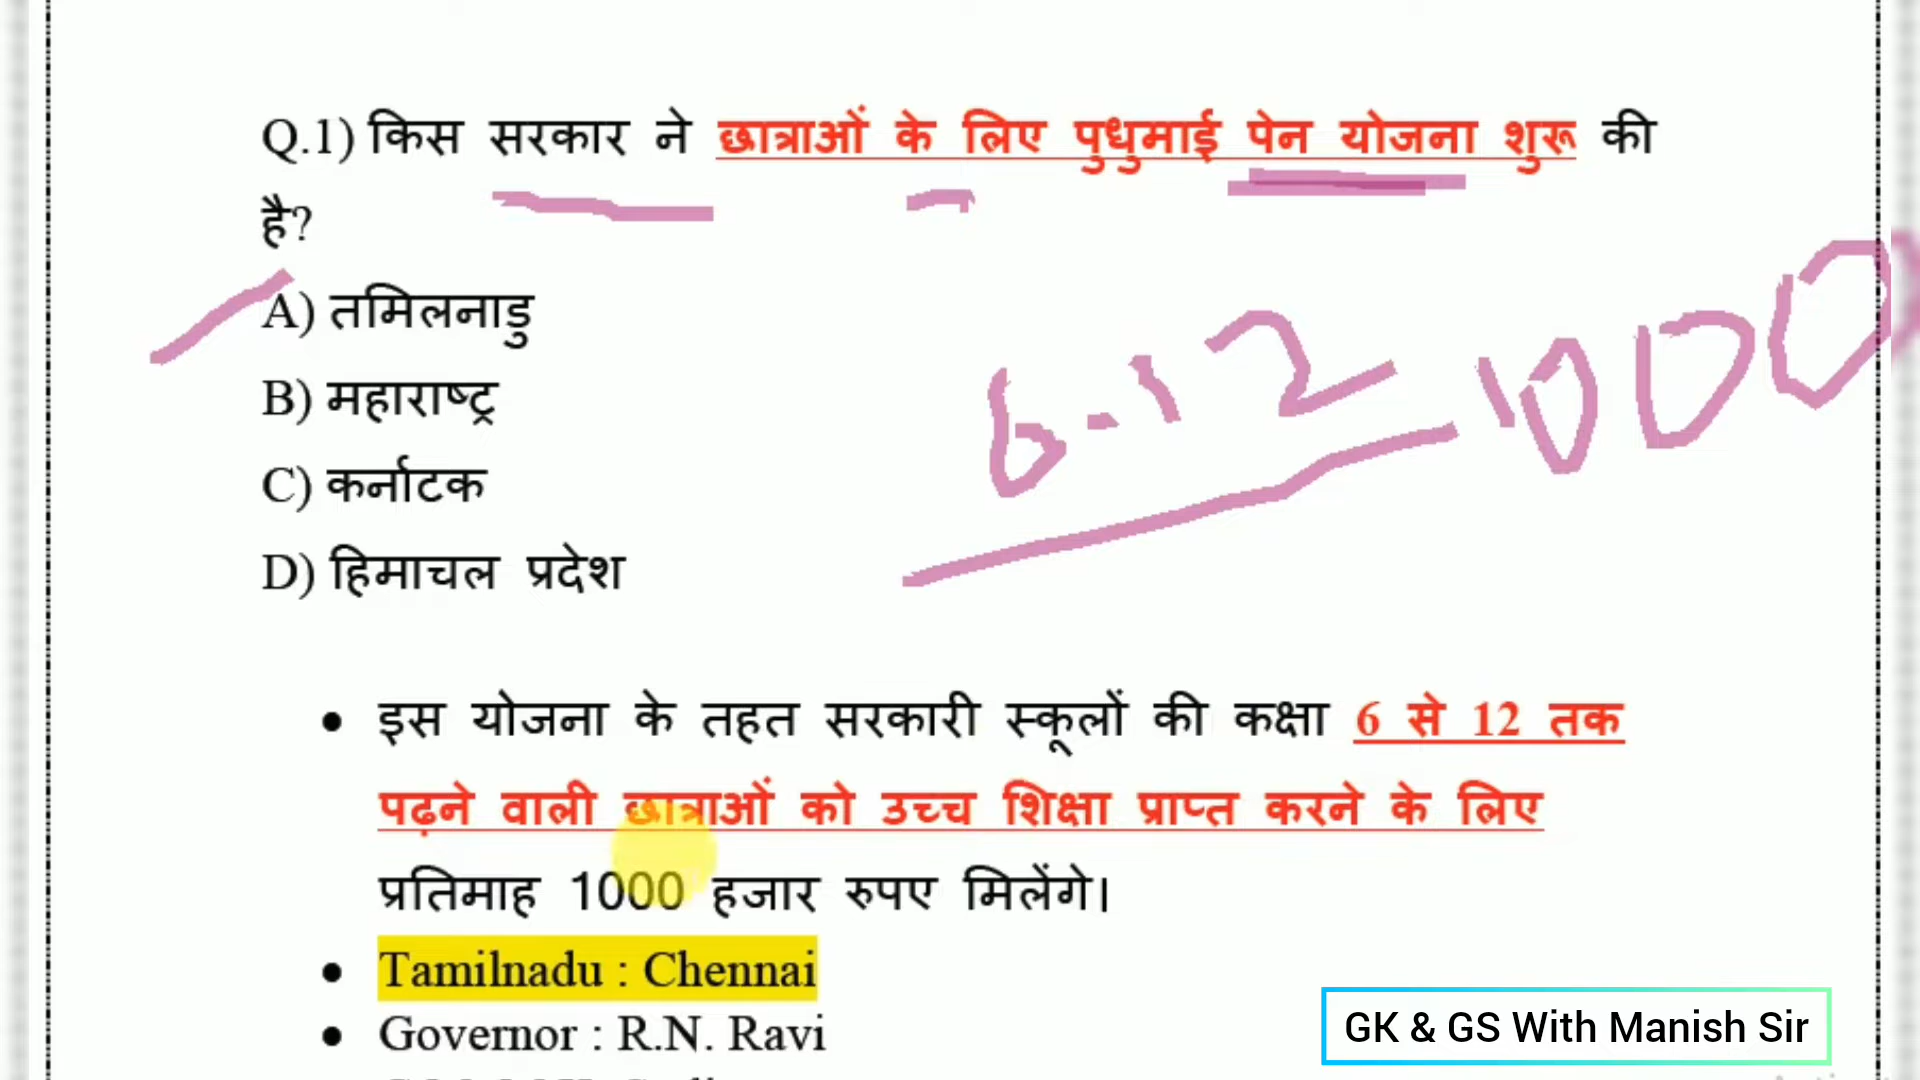 Q.1) किस सरकार ने छात्राओं के लिए पुधुमाई पेन योजना शुरू की
है?
A) तमिलनाडु
B) महाराष्ट्र
C) कर्नाटक
D) हिमाचल प्रदेश
6-12 1000
इस योजना के तहत सरकारी स्कूलों की कक्षा 6 से 12 तक
पढ़ने वाली छात्राओं को उच्च शिक्षा प्राप्त करने के लिए
प्रतिमाह 1000 हजार रुपए मिलेंगे।
Tamilnadu : Chennai
Governor : R.N. Ravi
GK & GS With Manish Sir